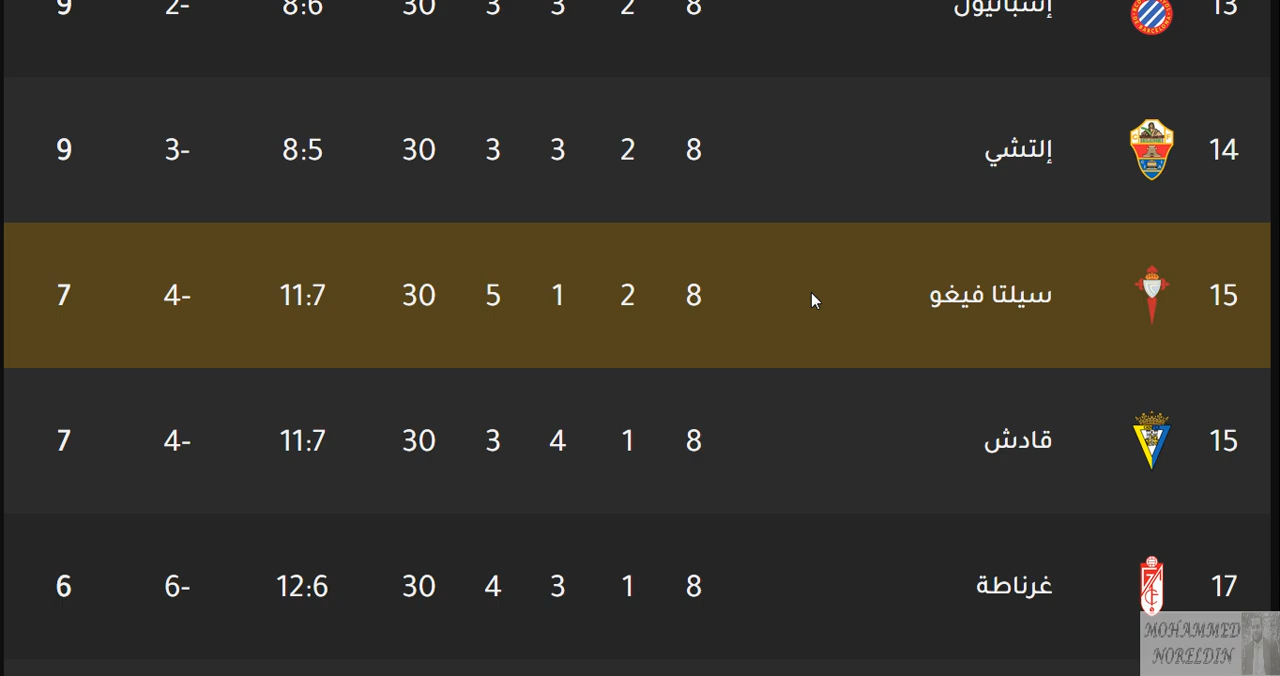 13 إسبانيول 8 2 3 3 30 8:6 2- 9
14 إلتشي 8 2 3 3 30 8:5 3- 9
15 سيلتا فيغو 8 2 1 5 30 11:7 4- 7
15 قادش 8 1 4 3 30 11:7 4- 7
17 غرناطة 8 1 3 4 30 12:6 6- 6
MOHAMMED
NORELDIN